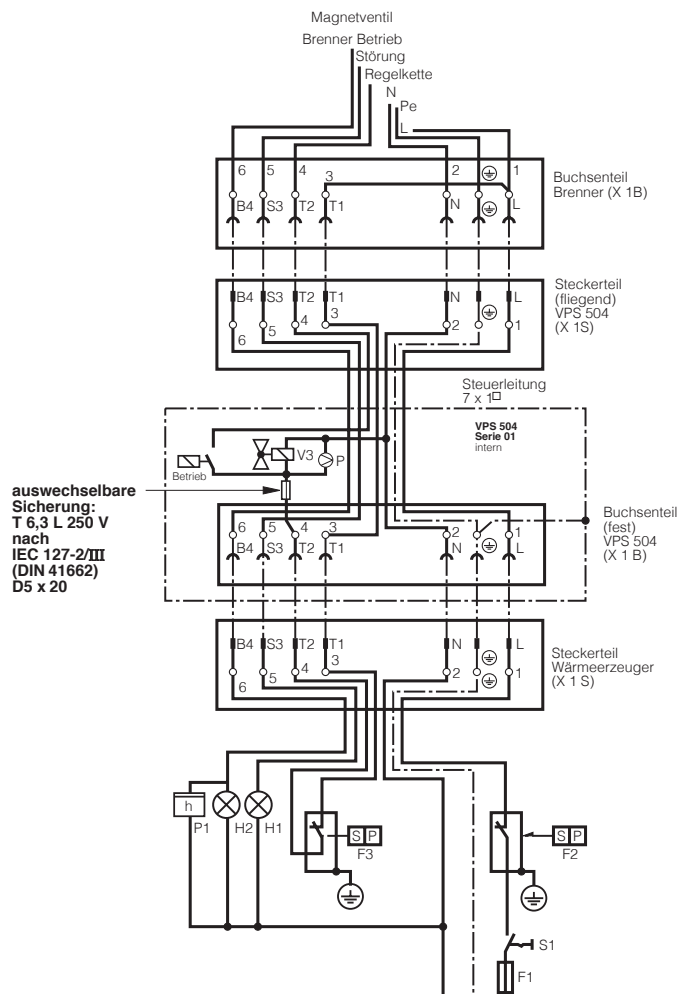 Magnetventil
Brenner Betrieb
Störung
Regelkette
N
Pe
L
6 5 4 3 2 1
B4 S3 T2 T1 N L
Buchsenteil
Brenner (X 1B)
B4 S3 T2 T1 N L
6 5 4 3 2 1
Steckerteil
(fliegend)
VPS 504
(X 1S)
Steuerleitung
7 x 1□
VPS 504
Serie 01
intern
Betrieb
V3
P
auswechselbare
Sicherung:
T 6,3 L 250 V
nach
IEC 127-2/III
(DIN 41662)
D5 x 20
6 5 4 3 2 1
B4 S3 T2 T1 N L
Buchsenteil
(fest)
VPS 504
(X 1 B)
B4 S3 T2 T1 N L
6 5 4 3 2 1
Steckerteil
Wärmeerzeuger
(X 1 S)
h
P1
H2
H1
S P
F3
S P
F2
S1
F1